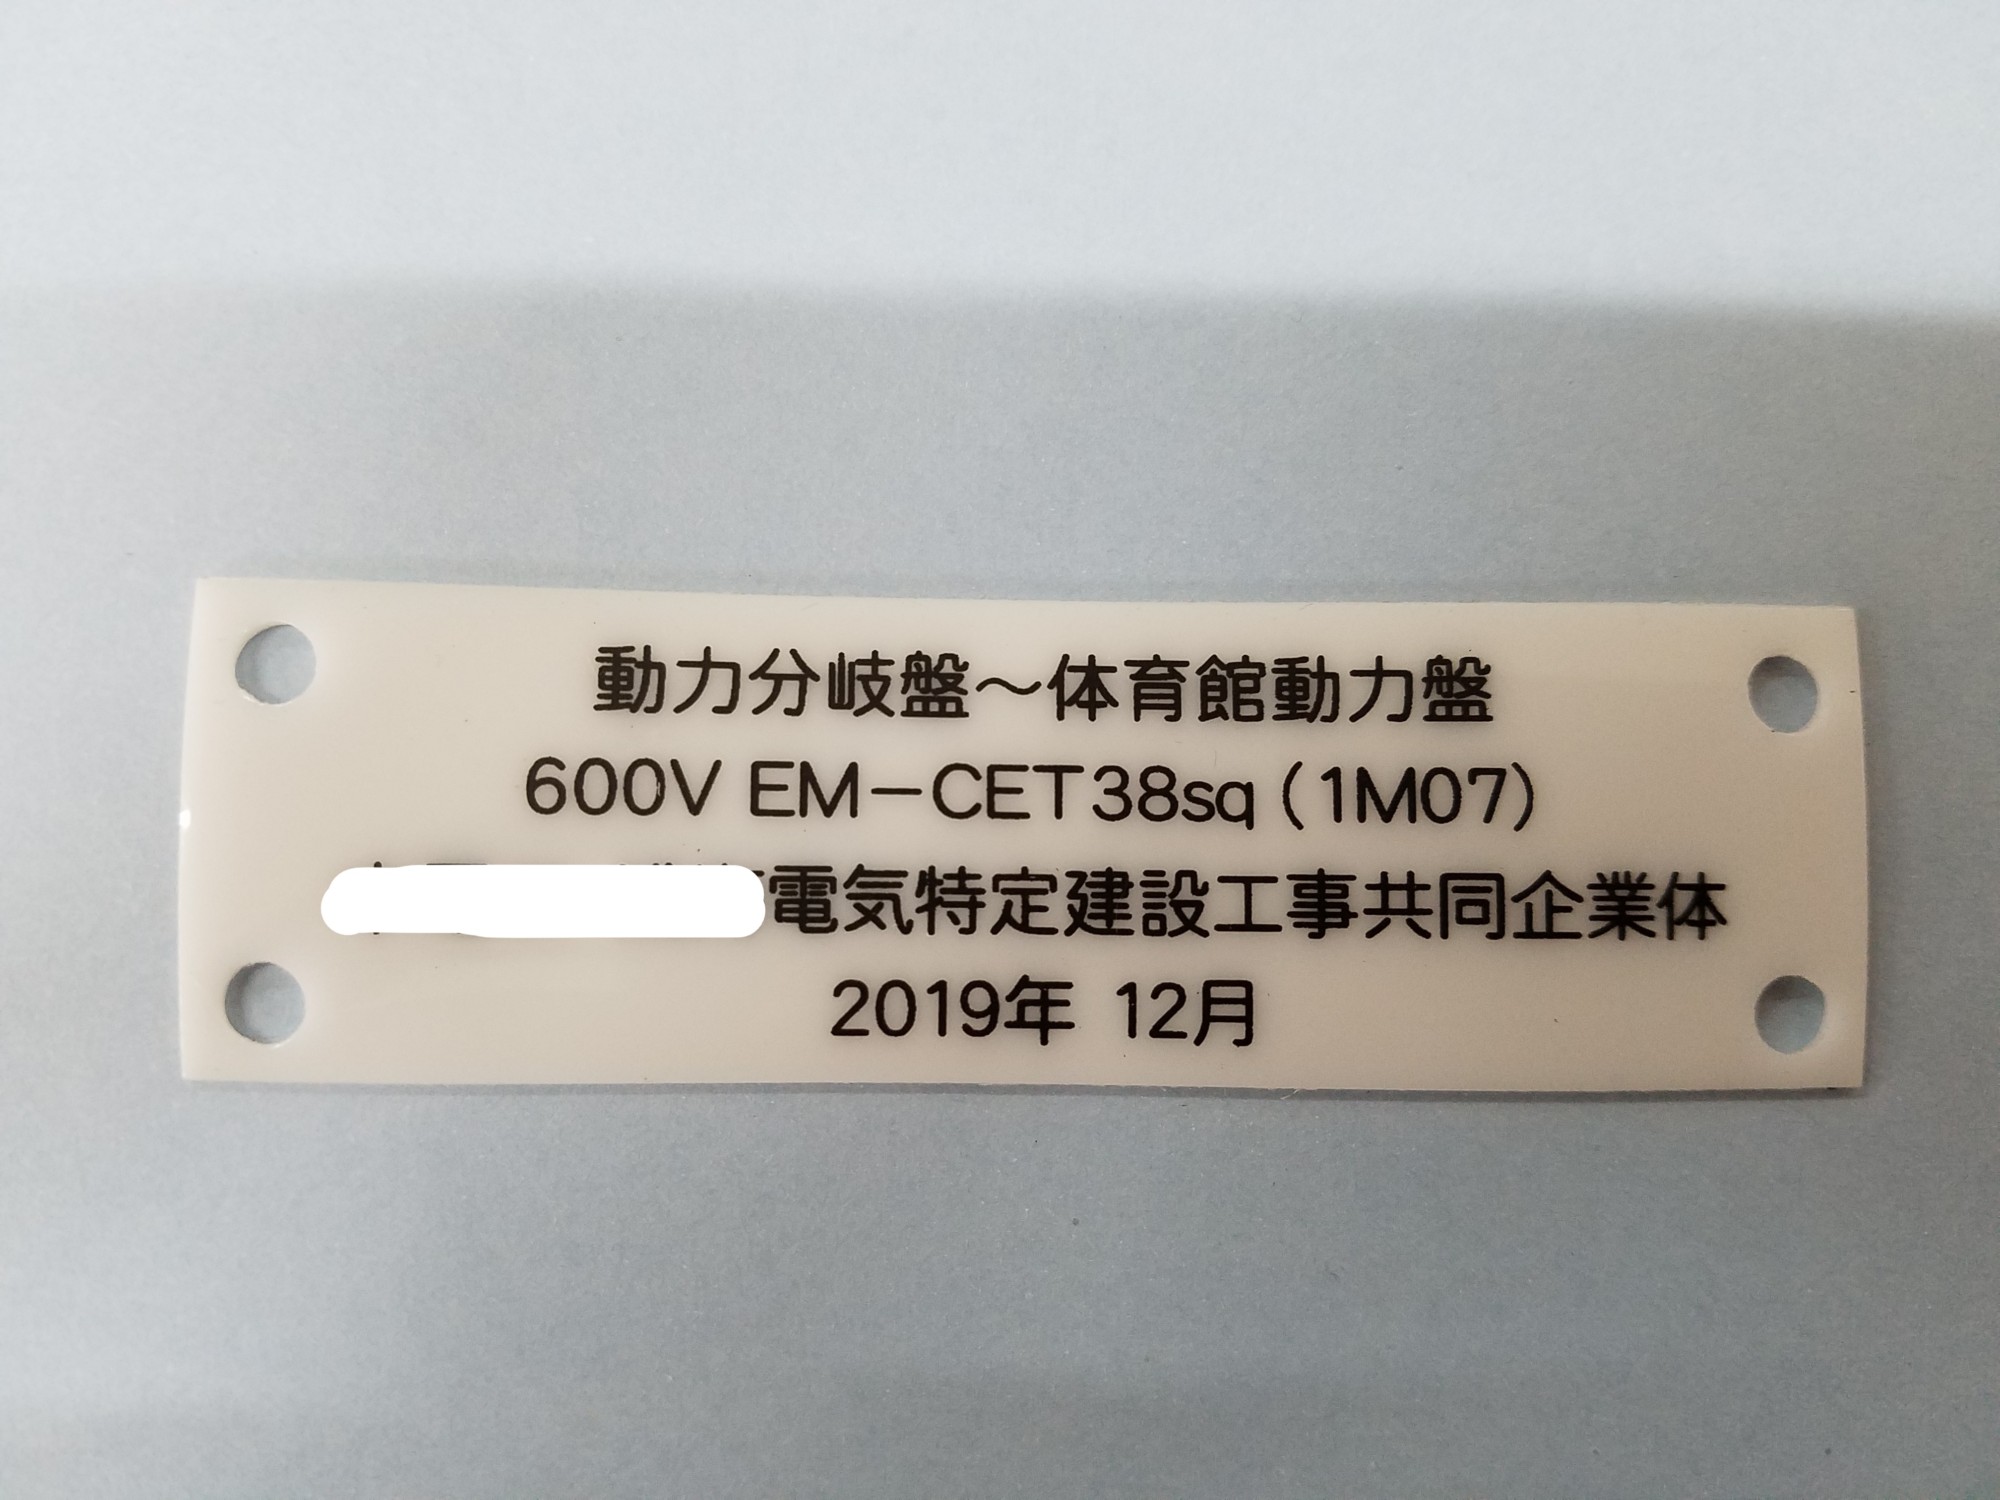 動力分岐盤～体育館動力盤
600V EM-CET38sq (1M07)
電気特定建設工事共同企業体
2019年 12月